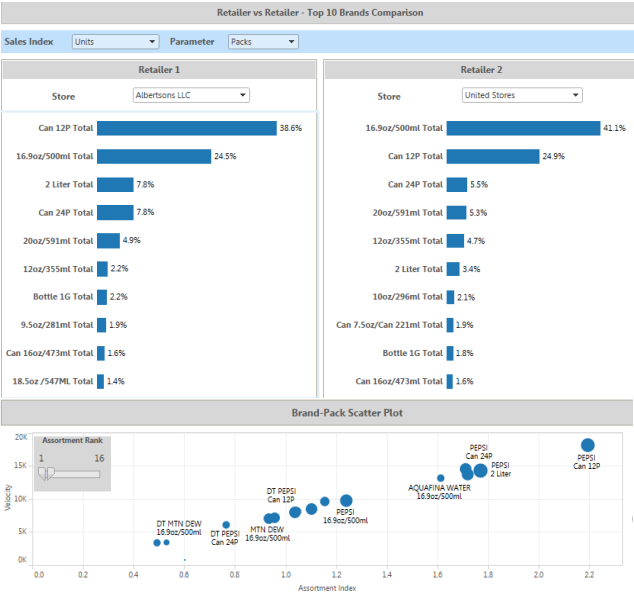 Retailer vs Retailer - Top 10 Brands Comparison
Sales Index Units Parameter Packs
Retailer 1
Store Albertsons LLC
Can 12P Total 38.6%
16.9oz/500ml Total 24.5%
2 Liter Total 7.8%
Can 24P Total 7.8%
20oz/591ml Total 4.9%
12oz/355ml Total 2.2%
Bottle 1G Total 2.2%
9.5oz/281ml Total 1.9%
Can 16oz/473ml Total 1.6%
18.5oz /547ML Total 1.4%
Retailer 2
Store United Stores
16.9oz/500ml Total 41.1%
Can 12P Total 24.9%
Can 24P Total 5.5%
20oz/591ml Total 5.3%
12oz/355ml Total 4.7%
2 Liter Total 3.4%
10oz/296ml Total 2.1%
Can 7.5oz/Can 221ml Total 1.9%
Bottle 1G Total 1.8%
Can 16oz/473ml Total 1.6%
Brand-Pack Scatter Plot
Assortment Rank
1 16
Velocity
20K
15K
10K
5K
0K
PEPSI
Can 12P
PEPSI
Can 24P
PEPSI
2 Liter
AQUAFINA WATER
16.9oz/500ml
DT PEPSI
Can 12P
PEPSI
16.9oz/500ml
DT MTN DEW
16.9oz/500ml
DT PEPSI
Can 24P
MTN DEW
16.9oz/500ml
0.0 0.2 0.4 0.6 0.8 1.0 1.2 1.4 1.6 1.8 2.0 2.2
Assortment Index